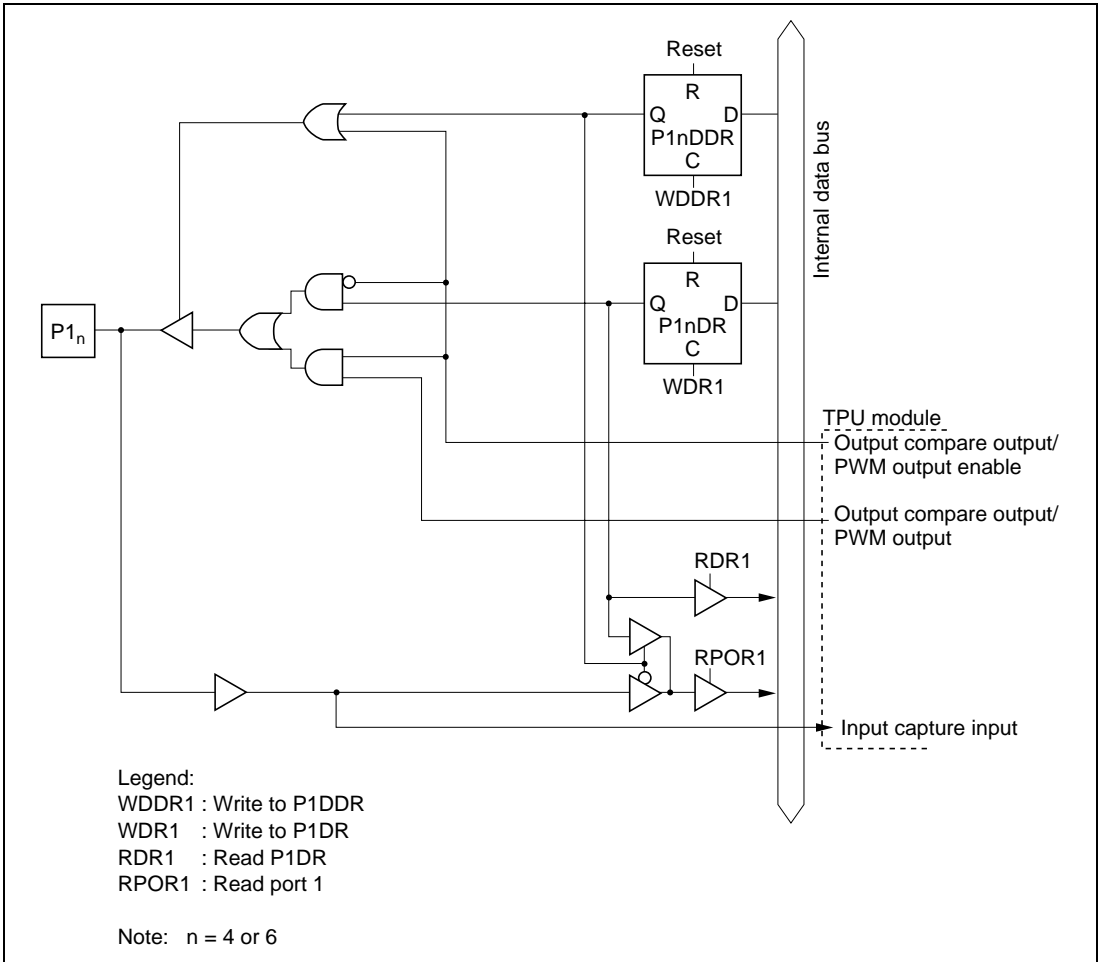 Reset
R
Q D
P1nDDR
C
WDDR1
Internal data bus
Reset
R
Q D
P1nDR
C
WDR1
P1n
TPU module
Output compare output/
PWM output enable
Output compare output/
PWM output
RDR1
RPOR1
Input capture input
Legend:
WDDR1 : Write to P1DDR
WDR1 : Write to P1DR
RDR1 : Read P1DR
RPOR1 : Read port 1
Note: n = 4 or 6